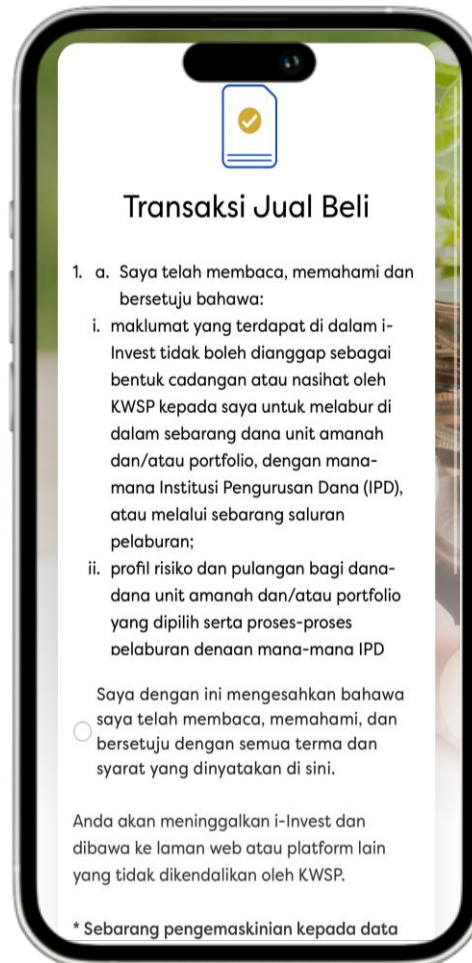 Transaksi Jual Beli
1. a. Saya telah membaca, memahami dan
bersetuju bahawa:
i. maklumat yang terdapat di dalam i-
Invest tidak boleh dianggap sebagai
bentuk cadangan atau nasihat oleh
KWSP kepada saya untuk melabur di
dalam sebarang dana unit amanah
dan/atau portfolio, dengan mana-
mana Institusi Pengurusan Dana (IPD),
atau melalui sebarang saluran
pelaburan;
ii. profil risiko dan pulangan bagi dana-
dana unit amanah dan/atau portfolio
yang dipilih serta proses-proses
pelaburan dengan mana-mana IPD
Saya dengan ini mengesahkan bahawa
saya telah membaca, memahami, dan
bersetuju dengan semua terma dan
syarat yang dinyatakan di sini.
Anda akan meninggalkan i-Invest dan
dibawa ke laman web atau platform lain
yang tidak dikendalikan oleh KWSP.
* Sebarang pengemaskinian kepada data